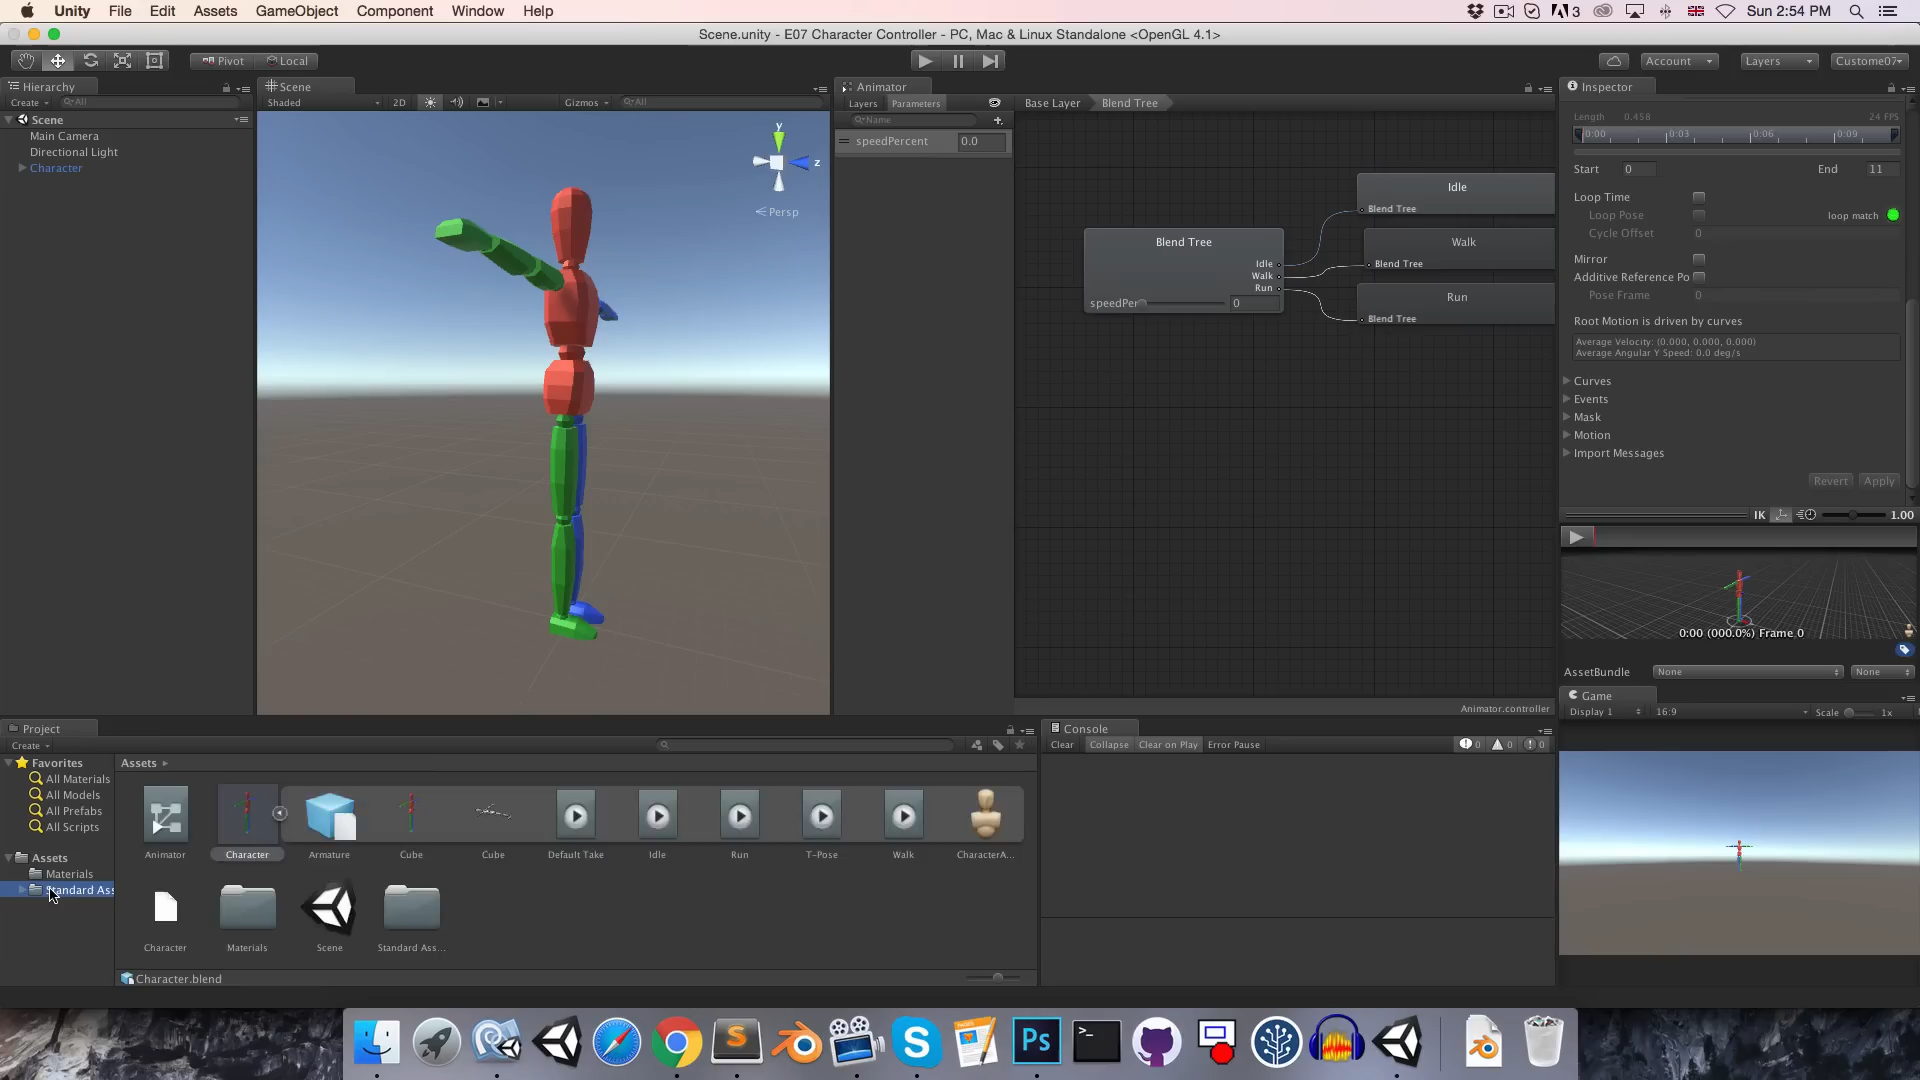 Unity File Edit Assets GameObject Component Window Help
3 Sun 2:54 PM
Scene.unity - E07 Character Controller - PC, Mac & Linux Standalone <OpenGL 4.1>
Pivot Local
Account Layers Custome07
Hierarchy
Create All
Scene
Main Camera
Directional Light
Character
Scene
Shaded 2D Gizmos All
y
z
Persp
Animator
Layers Parameters
Name
speedPercent 0.0
Base Layer Blend Tree
Blend Tree
Idle
Walk
Run
speedPer 0
Idle
Blend Tree
Walk
Blend Tree
Run
Blend Tree
Animator.controller
Inspector
Length 0.458 24 FPS
0:00 0:03 0:06 0:09
Start 0 End 11
Loop Time
Loop Pose loop match
Cycle Offset 0
Mirror
Additive Reference Po
Pose Frame 0
Root Motion is driven by curves
Average Velocity: (0.000, 0.000, 0.000)
Average Angular Y Speed: 0.0 deg/s
Curves
Events
Mask
Motion
Import Messages
Revert Apply
IK 1.00
0:00 (000.0%) Frame 0
AssetBundle None None
Game
Display 1 16:9 Scale 1x
Project
Create
Favorites
All Materials
All Models
All Prefabs
All Scripts
Assets
Materials
Standard Ass
Assets
Animator Character Armature Cube Cube Default Take Idle Run T-Pose Walk CharacterA...
Character Materials Scene Standard Ass...
Character.blend
Console
Clear Collapse Clear on Play Error Pause 0 0 0
S
S
PAGES
Ps
>_